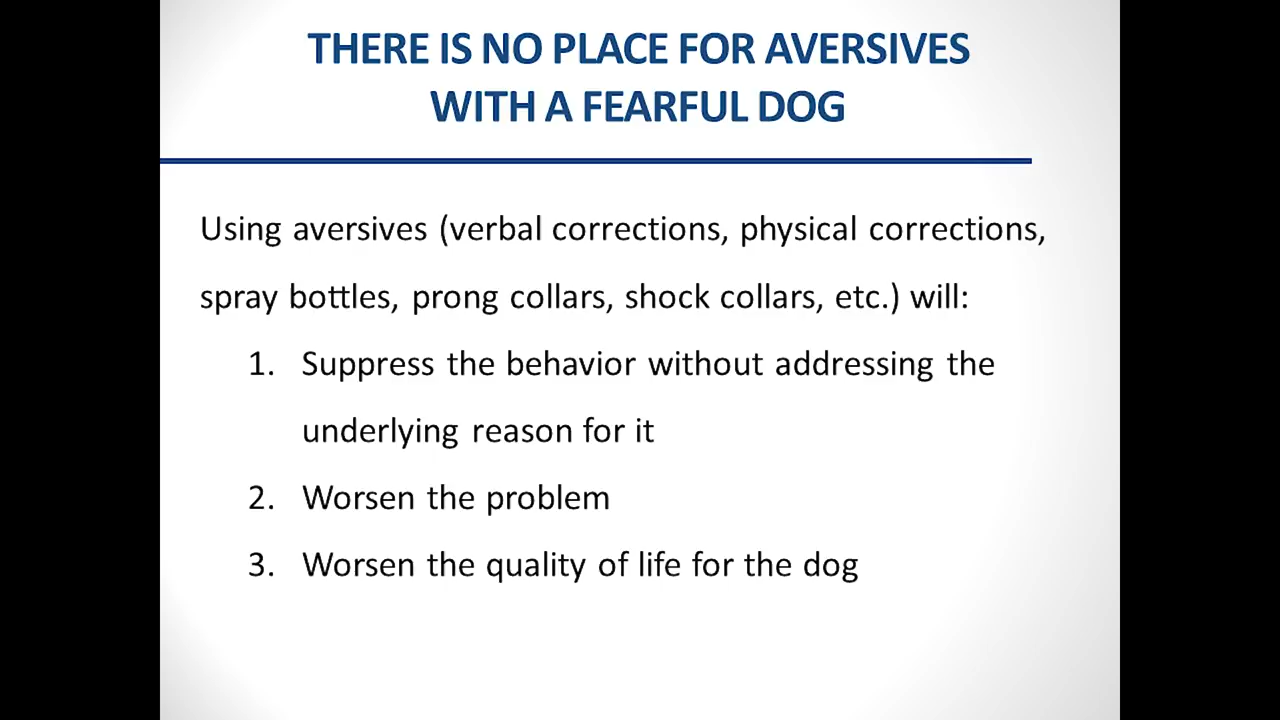 THERE IS NO PLACE FOR AVERSIVES
WITH A FEARFUL DOG
Using aversives (verbal corrections, physical corrections,
spray bottles, prong collars, shock collars, etc.) will:
1. Suppress the behavior without addressing the
underlying reason for it
2. Worsen the problem
3. Worsen the quality of life for the dog